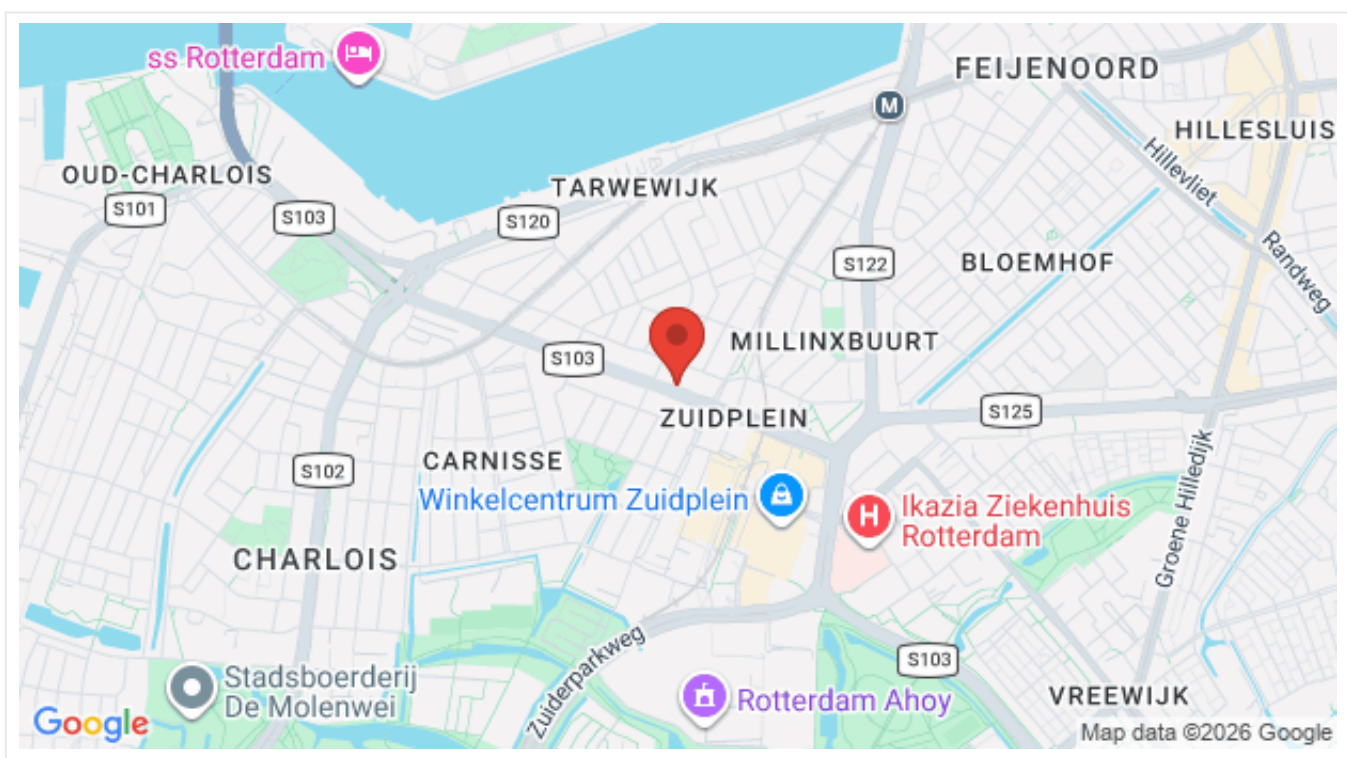 ss Rotterdam
FEIJENOORD
M
HILLESLUIS
Hillevliet
OUD-CHARLOIS
TARWEWIJK
S101
S103
S120
Randweg
S122
BLOEMHOF
MILLINXBUURT
S103
ZUIDPLEIN
S125
CARNISSE
S102
Winkelcentrum Zuidplein
H
Ikazia Ziekenhuis
Rotterdam
Groene Hilledijk
CHARLOIS
Zuiderparkweg
S103
Stadsboerderij
De Molenwei
Rotterdam Ahoy
VREEWIJK
Google
Map data ©2026 Google